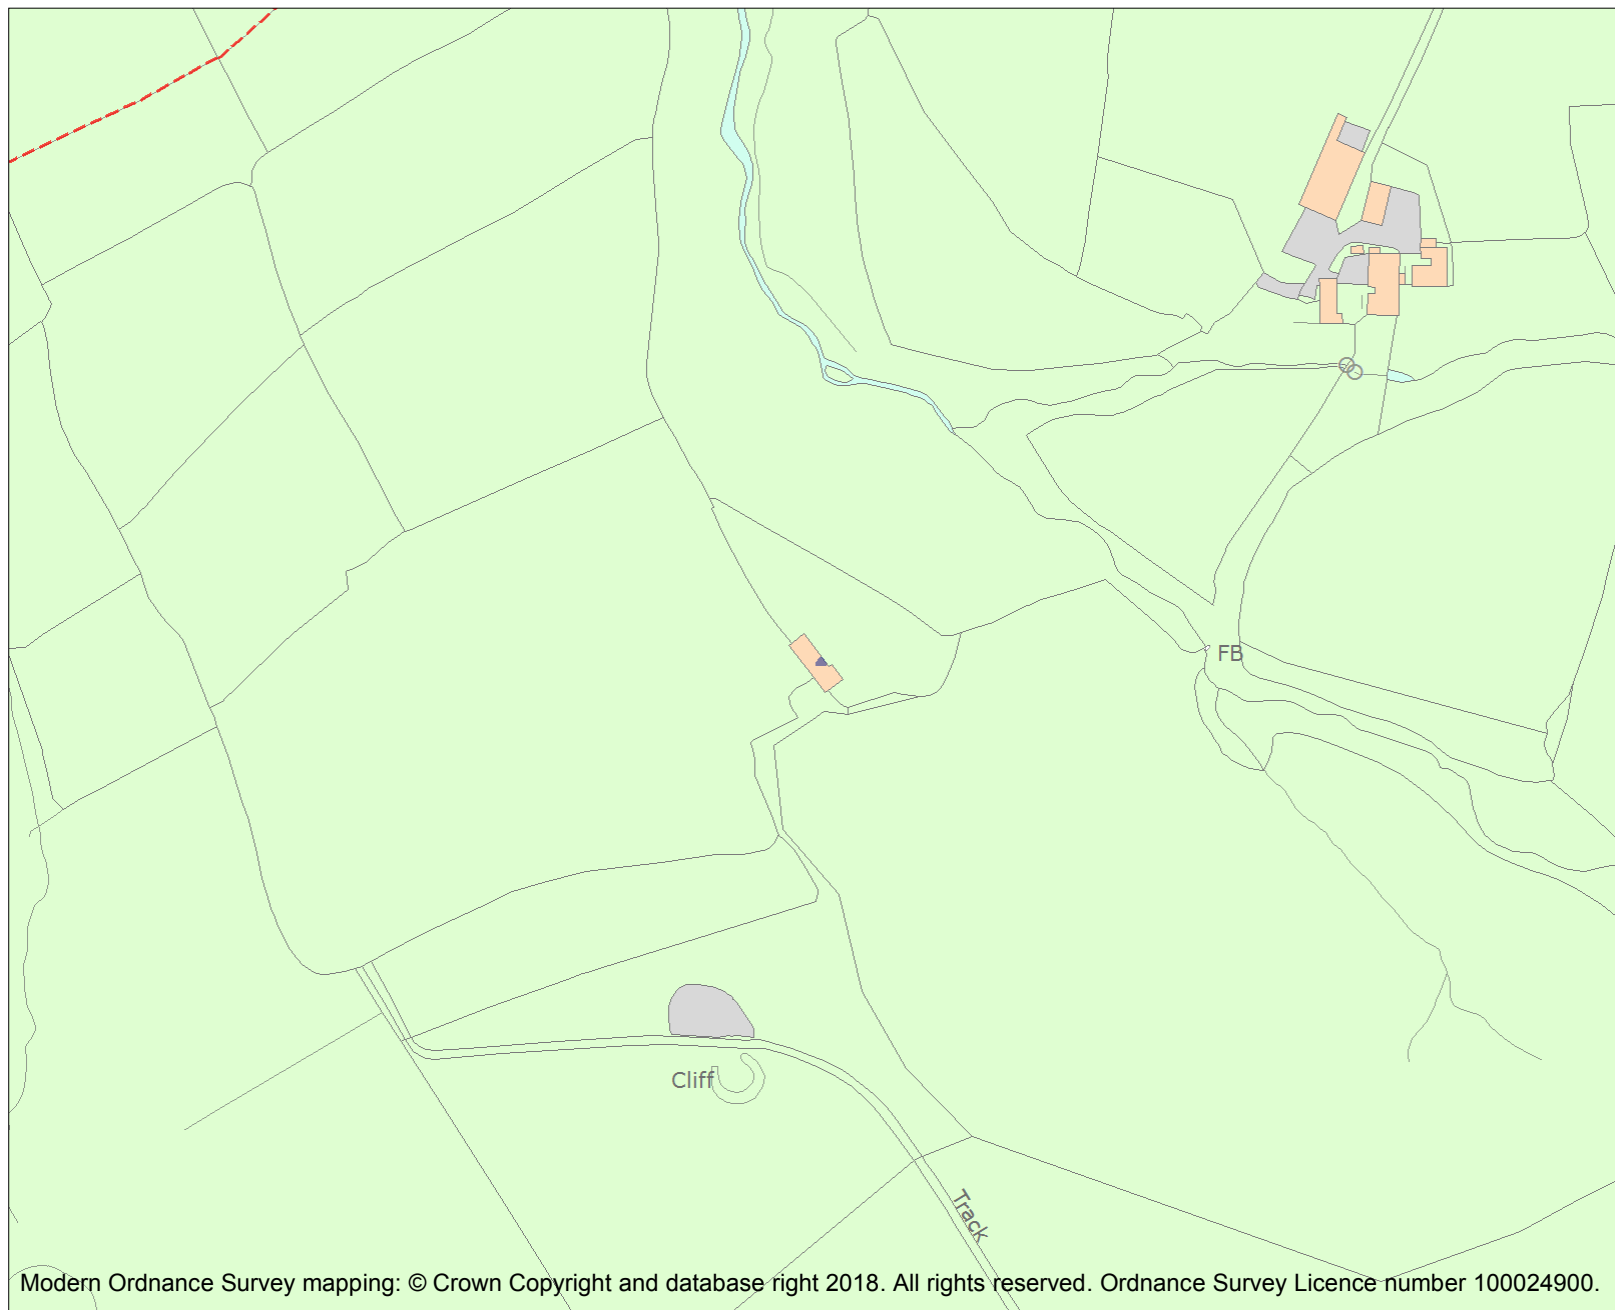 FB
Cliff
Track
Modern Ordnance Survey mapping: © Crown Copyright and database right 2018. All rights reserved. Ordnance Survey Licence number 100024900.